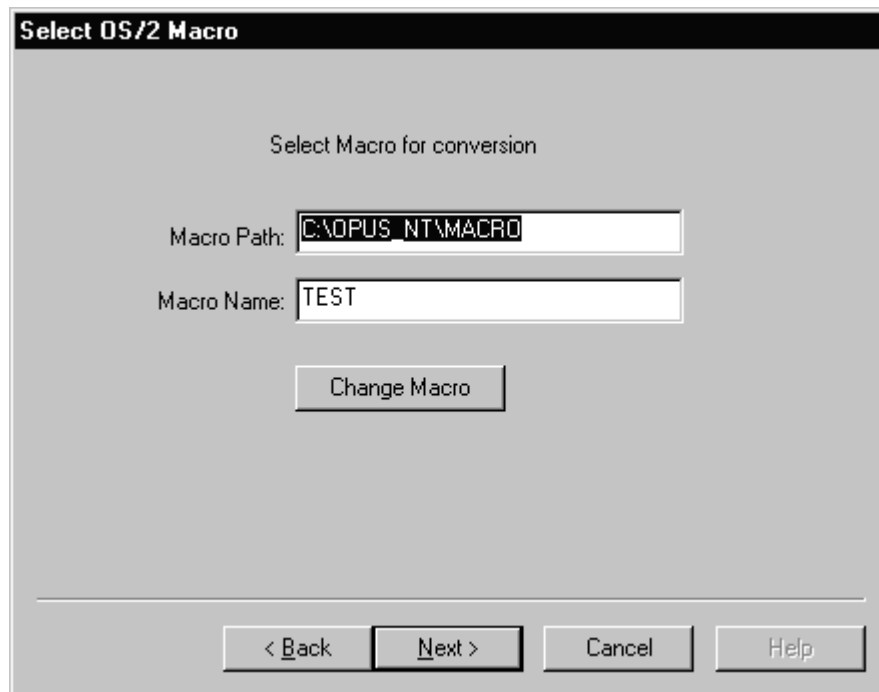 Select OS/2 Macro
Select Macro for conversion
Macro Path: C:\OPUS_NT\MACRO
Macro Name: TEST
Change Macro
< Back Next > Cancel Help